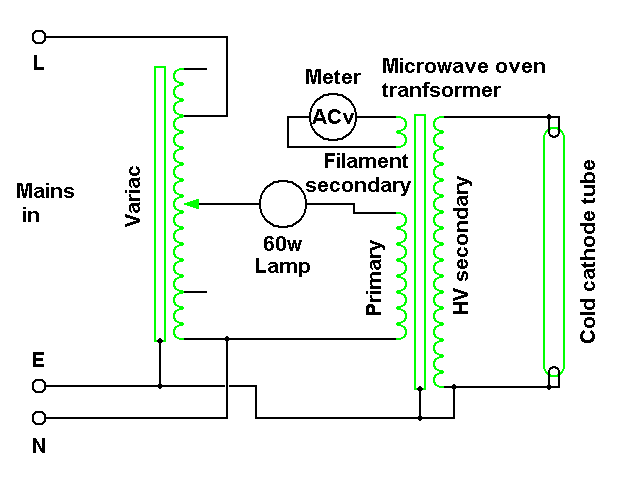 L
Mains
in
E
N
Variac
Meter
ACv
Microwave oven
tranfsormer
Filament
secondary
60w
Lamp
Primary
HV secondary
Cold cathode tube